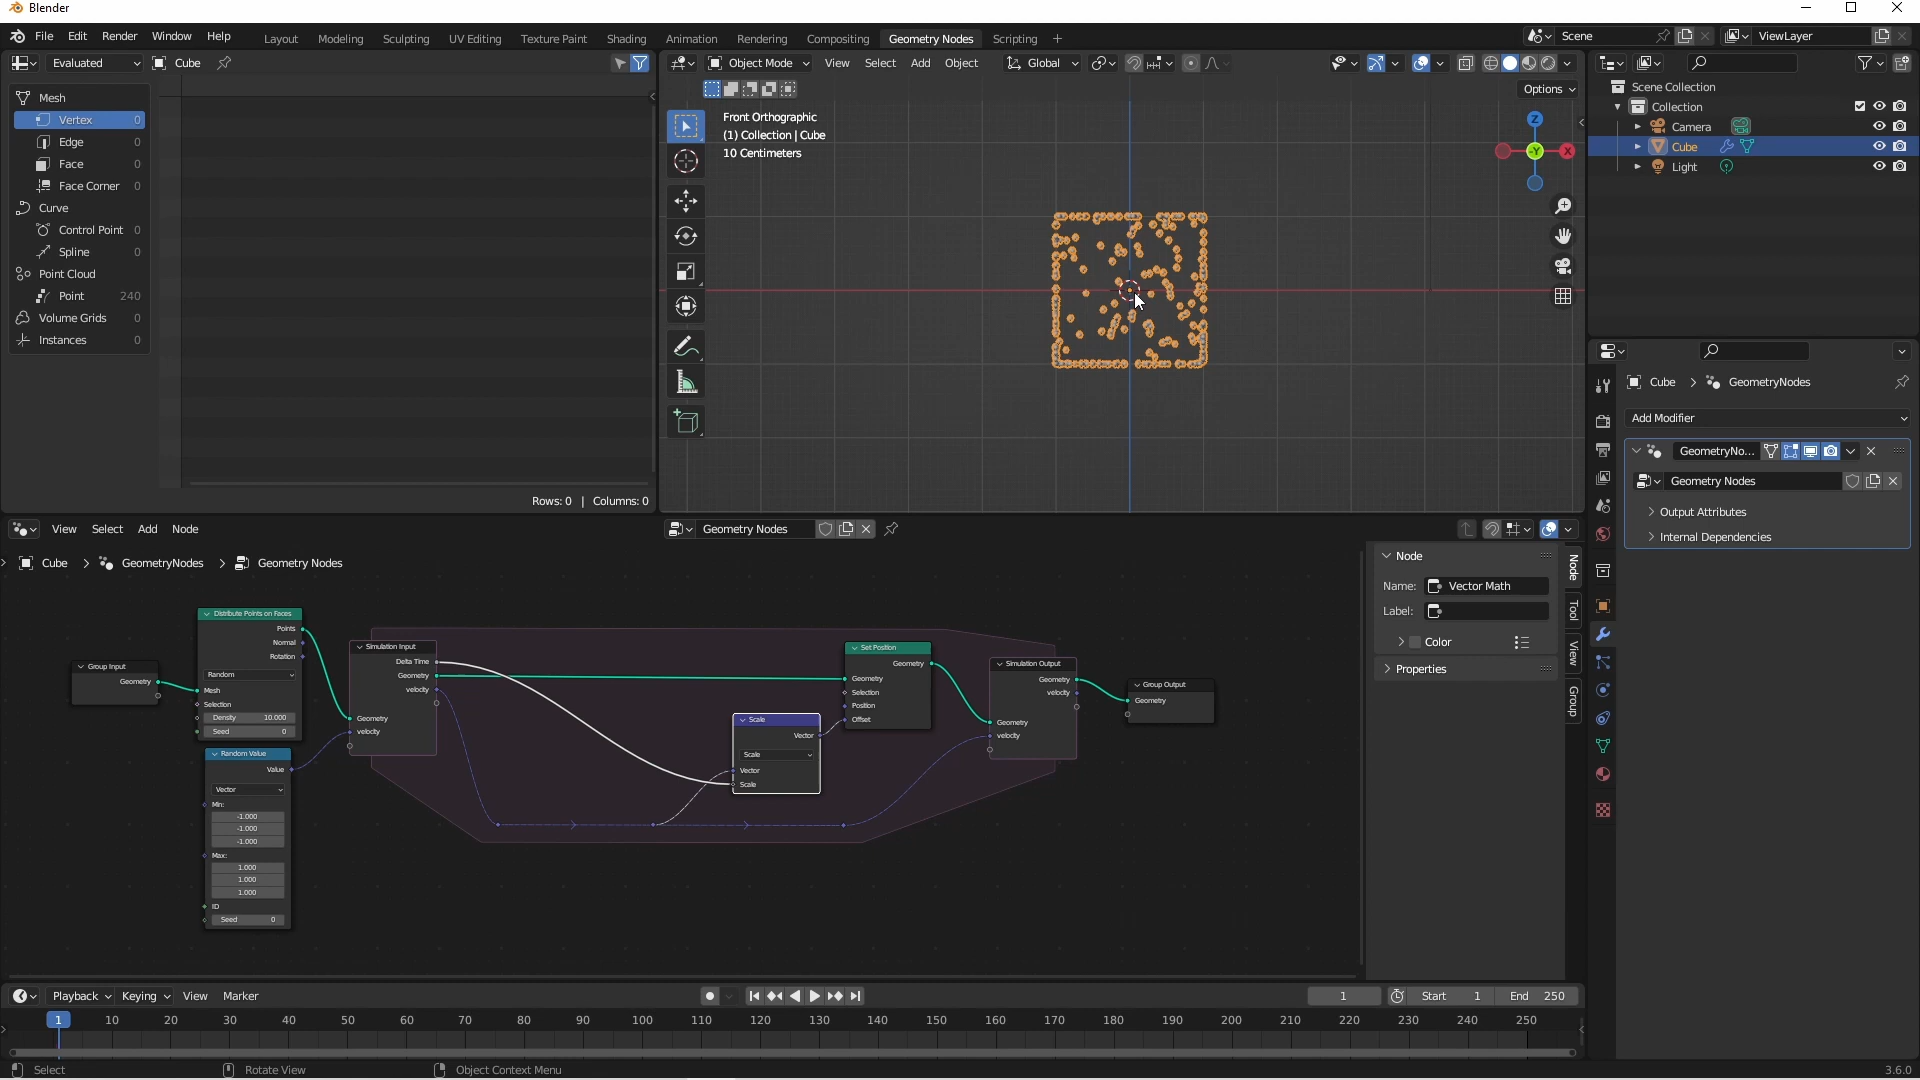 Blender
File Edit Render Window Help
Layout Modeling Sculpting UV Editing Texture Paint Shading Animation Rendering Compositing Geometry Nodes Scripting +
Scene
ViewLayer
Evaluated
Cube
Mesh
Vertex 0
Edge 0
Face 0
Face Corner 0
Curve
Control Point 0
Spline 0
Point Cloud
Point 240
Volume Grids 0
Instances 0
Rows: 0 | Columns: 0
Object Mode View Select Add Object Global
Options
Front Orthographic
(1) Collection | Cube
10 Centimeters
Z
-Y
X
Scene Collection
Collection
Camera
Cube
Light
Cube > GeometryNodes
Add Modifier
GeometryNo...
Geometry Nodes
Output Attributes
Internal Dependencies
View Select Add Node
Geometry Nodes
Cube > GeometryNodes > Geometry Nodes
Group Input
Geometry
Distribute Points on Faces
Points
Normal
Rotation
Random
Mesh
Selection
Density 10.000
Seed 0
Random Value
Value
Vector
Min:
-1.000
-1.000
-1.000
Max:
1.000
1.000
1.000
ID
Seed 0
Simulation Input
Delta Time
Geometry
velocity
Geometry
velocity
Scale
Vector
Scale
Vector
Scale
Set Position
Geometry
Geometry
Selection
Position
Offset
Simulation Output
Geometry
velocity
Geometry
velocity
Group Output
Geometry
Node
Name: Vector Math
Label:
Color
Properties
Node
Tool
View
Group
Playback Keying View Marker
1
Start 1
End 250
1 10 20 30 40 50 60 70 80 90 100 110 120 130 140 150 160 170 180 190 200 210 220 230 240 250
Select
Rotate View
Object Context Menu
3.6.0